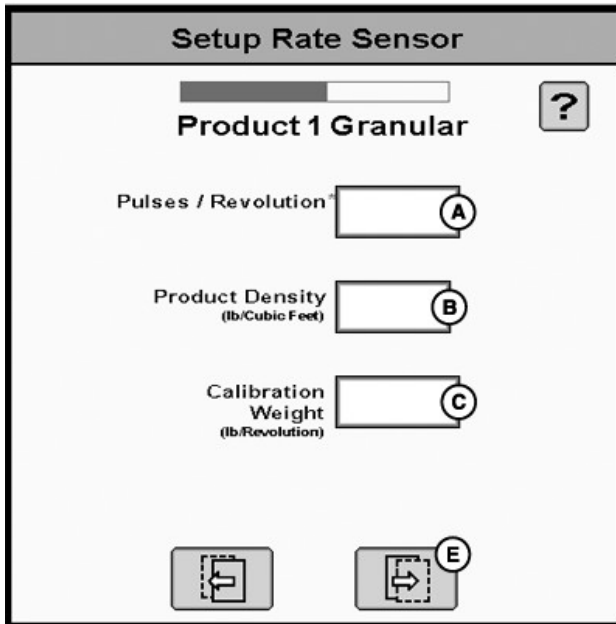 Setup Rate Sensor
?
Product 1 Granular
Pulses / Revolution*
A
Product Density
(lb/Cubic Feet)
B
Calibration
Weight
(lb/Revolution)
C
E